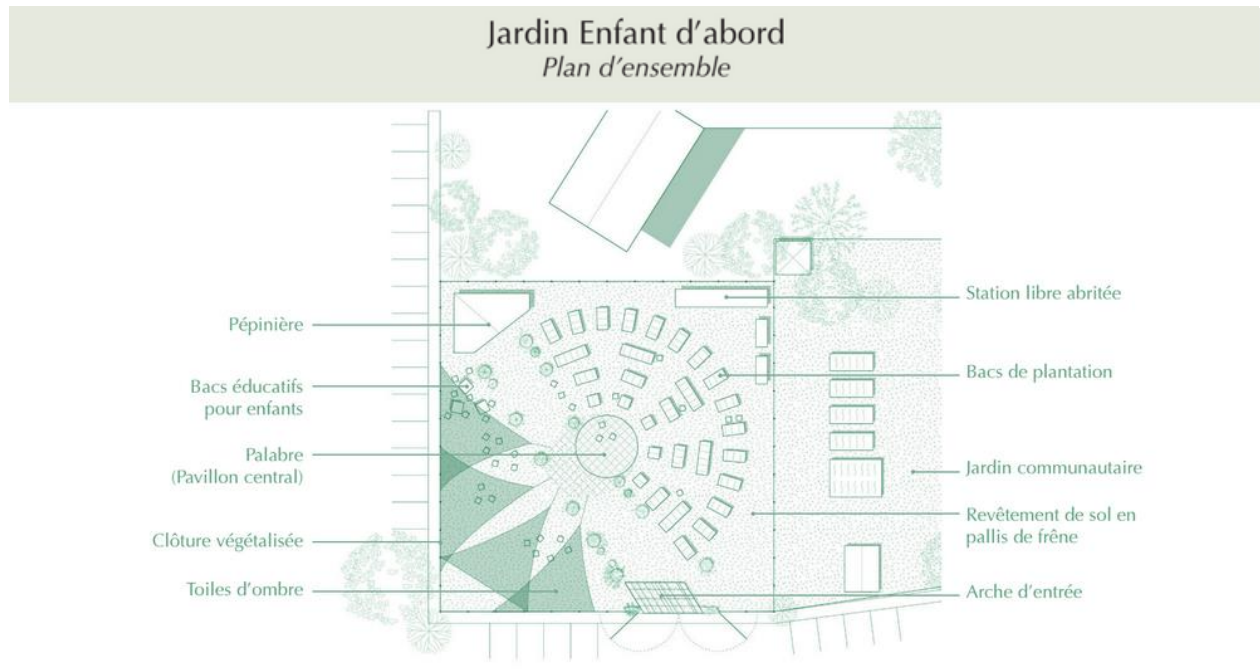 Jardin Enfant d'abord
Plan d'ensemble
Pépinière
Bacs éducatifs
pour enfants
Palabre
(Pavillon central)
Clôture végétalisée
Toiles d'ombre
Station libre abritée
Bacs de plantation
Jardin communautaire
Revêtement de sol en
pallis de frêne
Arche d'entrée